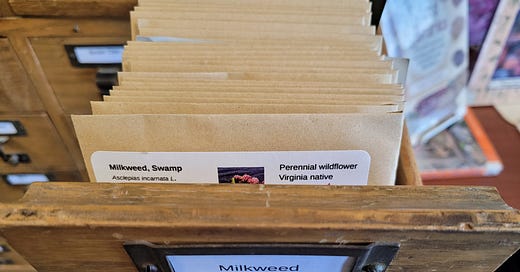 Milkweed, Swamp
Asclepias incarnata L.
Perennial wildflower
Virginia native
Milkweed